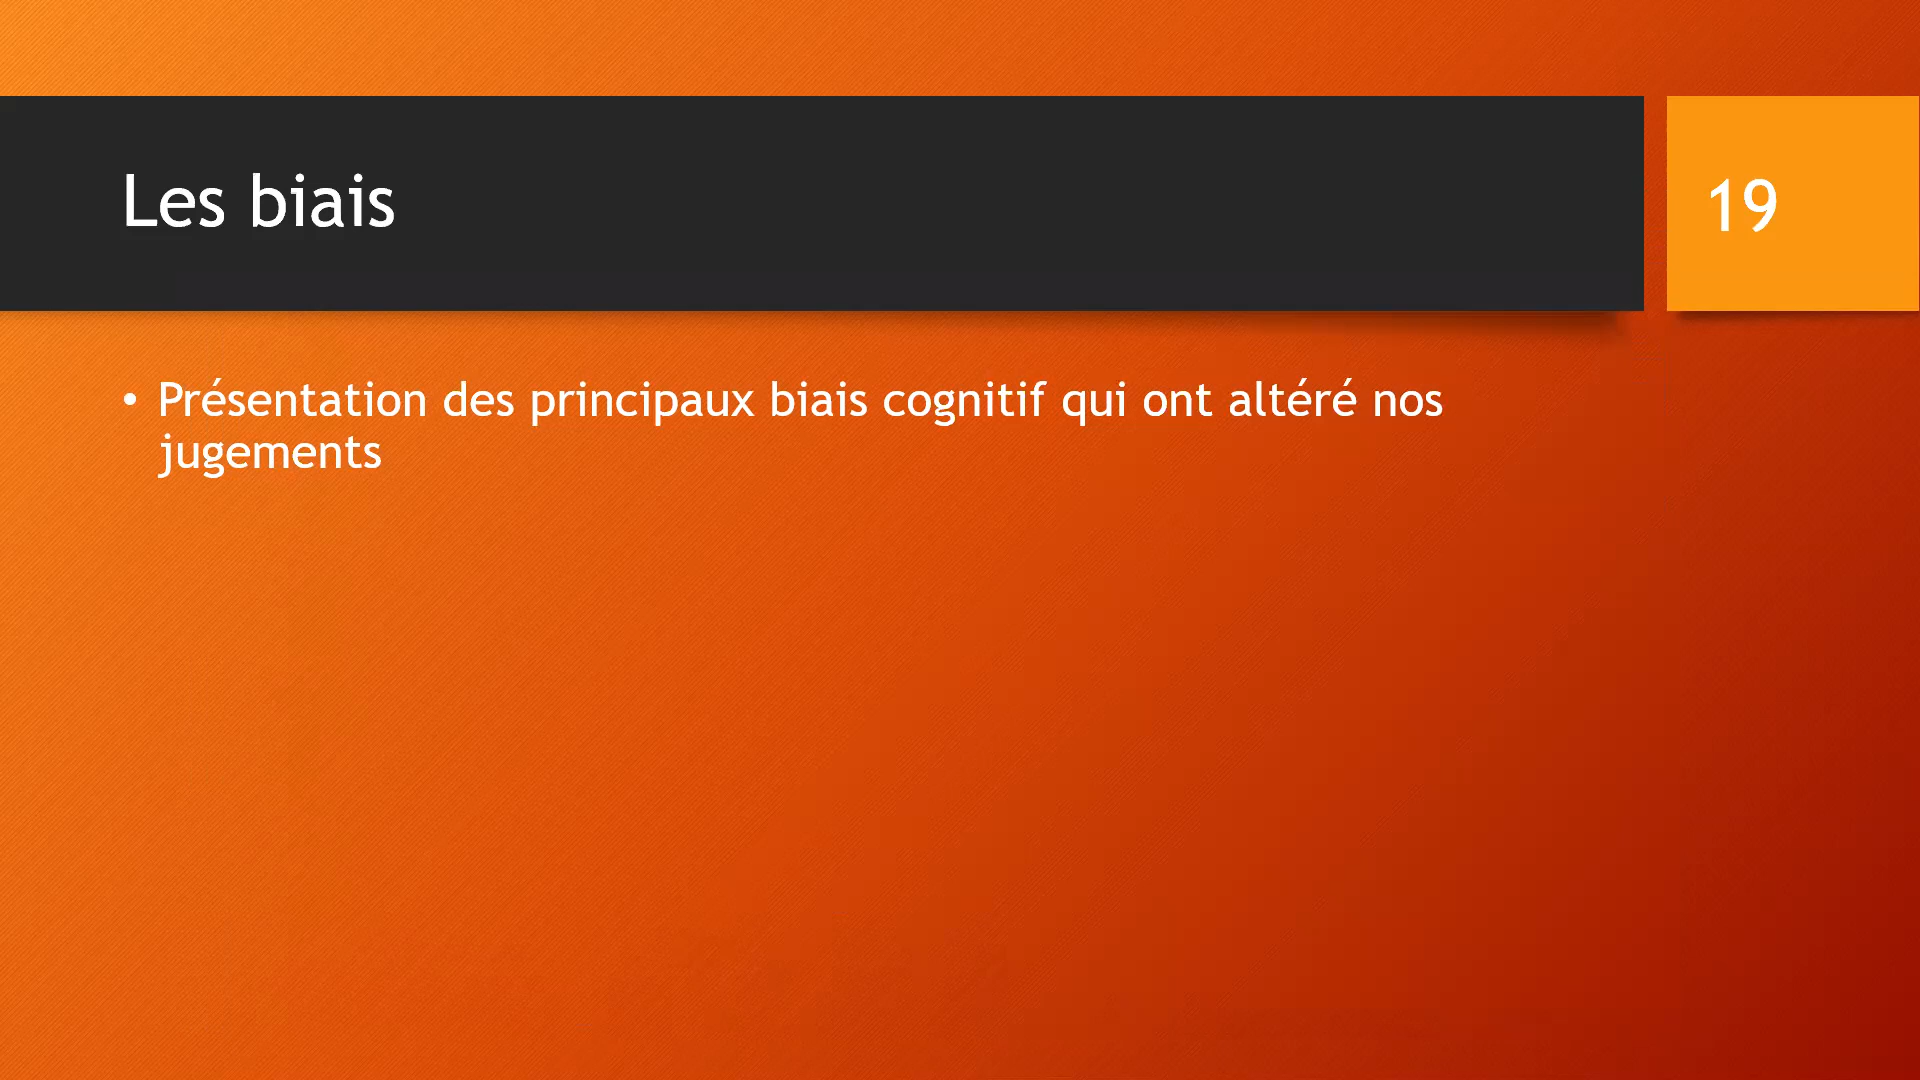 Les biais
19
• Présentation des principaux biais cognitif qui ont altéré nos
jugements